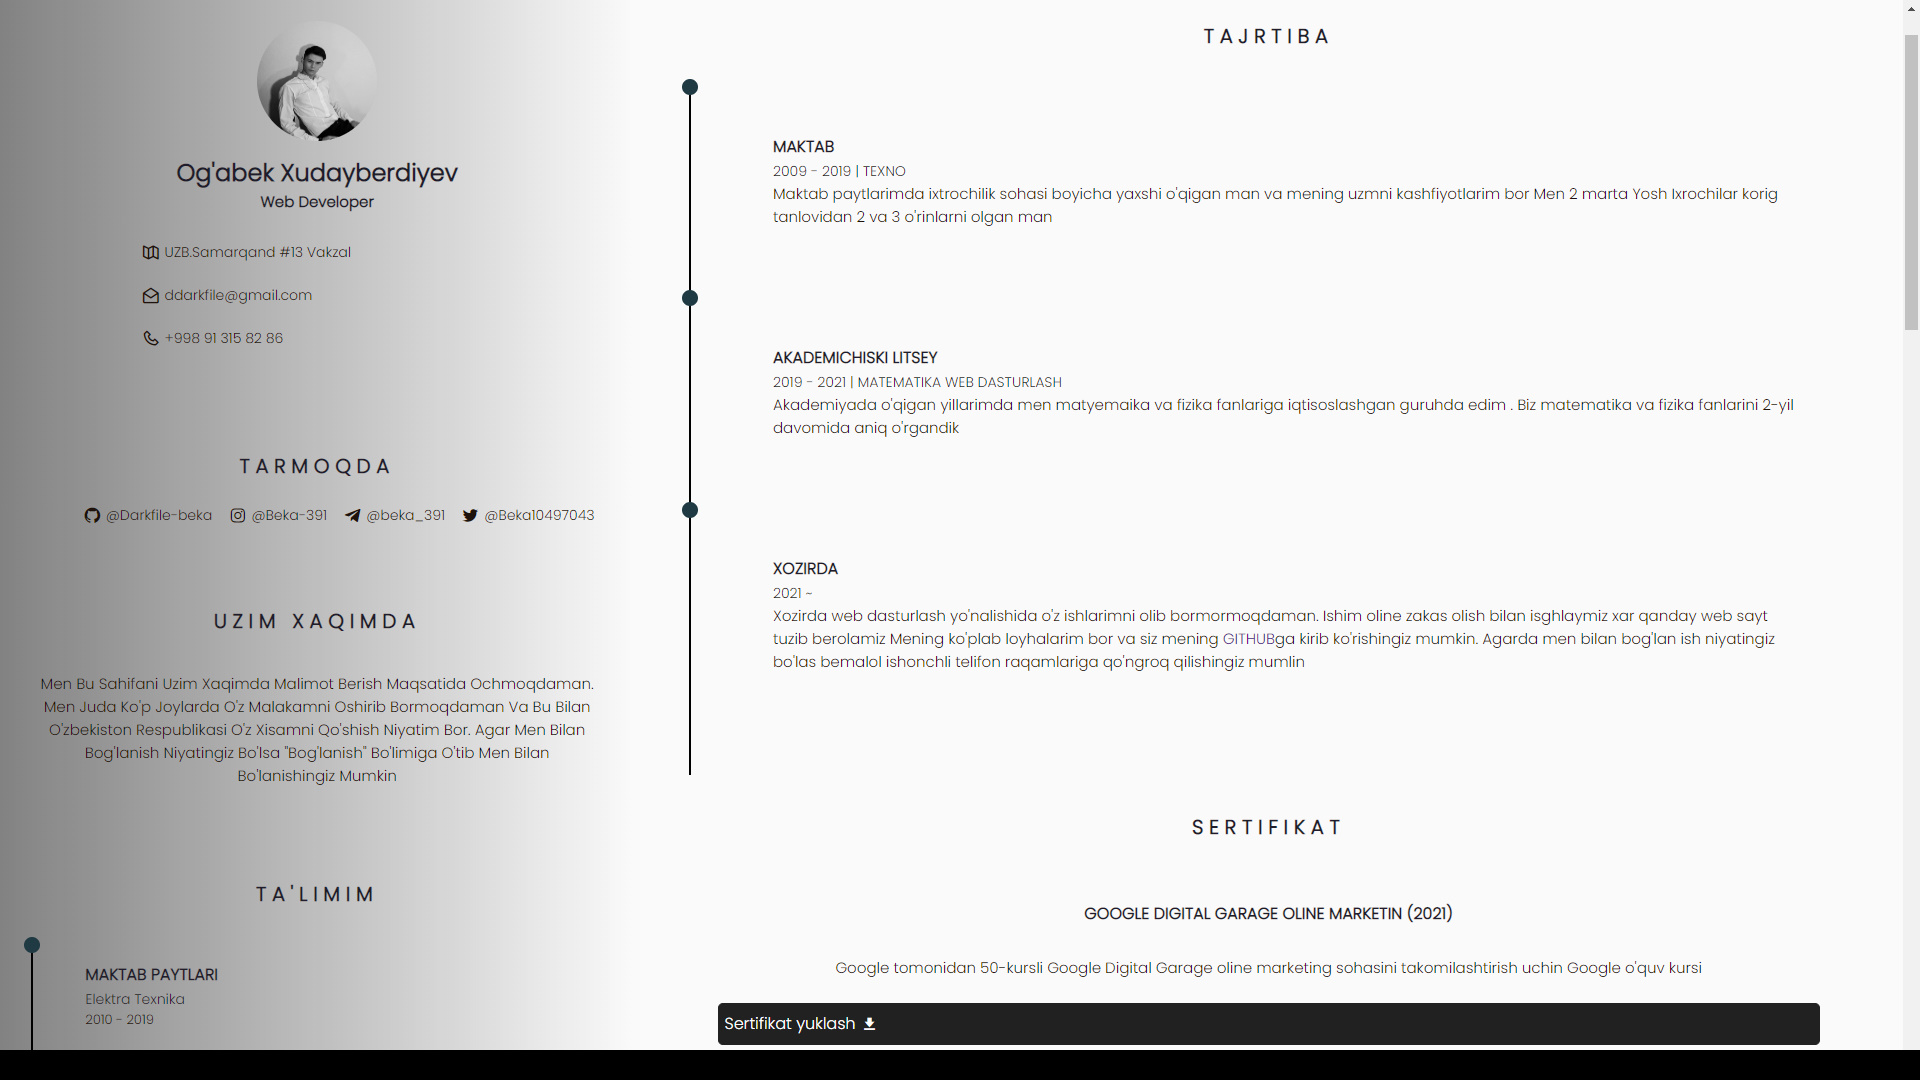 Og'abek Xudayberdiyev
Web Developer
UZB.Samarqand #13 Vakzal
ddarkfile@gmail.com
+998 91 315 82 86
TARMOQDA
@Darkfile-beka @Beka-391 @beka_391 @Beka10497043
UZIM XAQIMDA
Men Bu Sahifani Uzim Xaqimda Malimot Berish Maqsatida Ochmoqdaman.
Men Juda Ko'p Joylarda O'z Malakamni Oshirib Bormoqdaman Va Bu Bilan
O'zbekiston Respublikasi O'z Xisamni Qo'shish Niyatim Bor. Agar Men Bilan
Bog'lanish Niyatingiz Bo'lsa "Bog'lanish" Bo'limiga O'tib Men Bilan
Bo'lanishingiz Mumkin
TA'LIMIM
MAKTAB PAYTLARI
Elektra Texnika
2010 - 2019
TAJRTIBA
MAKTAB
2009 - 2019 | TEXNO
Maktab paytlarimda ixtrochilik sohasi boyicha yaxshi o'qigan man va mening uzmni kashfiyotlarim bor Men 2 marta Yosh Ixrochilar korig
tanlovidan 2 va 3 o'rinlarni olgan man
AKADEMICHISKI LITSEY
2019 - 2021 | MATEMATIKA WEB DASTURLASH
Akademiyada o'qigan yillarimda men matyemaika va fizika fanlariga iqtisoslashgan guruhda edim . Biz matematika va fizika fanlarini 2-yil
davomida aniq o'rgandik
XOZIRDA
2021 ~
Xozirda web dasturlash yo'nalishida o'z ishlarimni olib bormormoqdaman. Ishim oline zakas olish bilan isghlaymiz xar qanday web sayt
tuzib berolamiz Mening ko'plab loyhalarim bor va siz mening GITHUBga kirib ko'rishingiz mumkin. Agarda men bilan bog'lan ish niyatingiz
bo'las bemalol ishonchli telifon raqamlariga qo'ngroq qilishingiz mumlin
SERTIFIKAT
GOOGLE DIGITAL GARAGE OLINE MARKETIN (2021)
Google tomonidan 50-kursli Google Digital Garage oline marketing sohasini takomilashtirish uchin Google o'quv kursi
Sertifikat yuklash